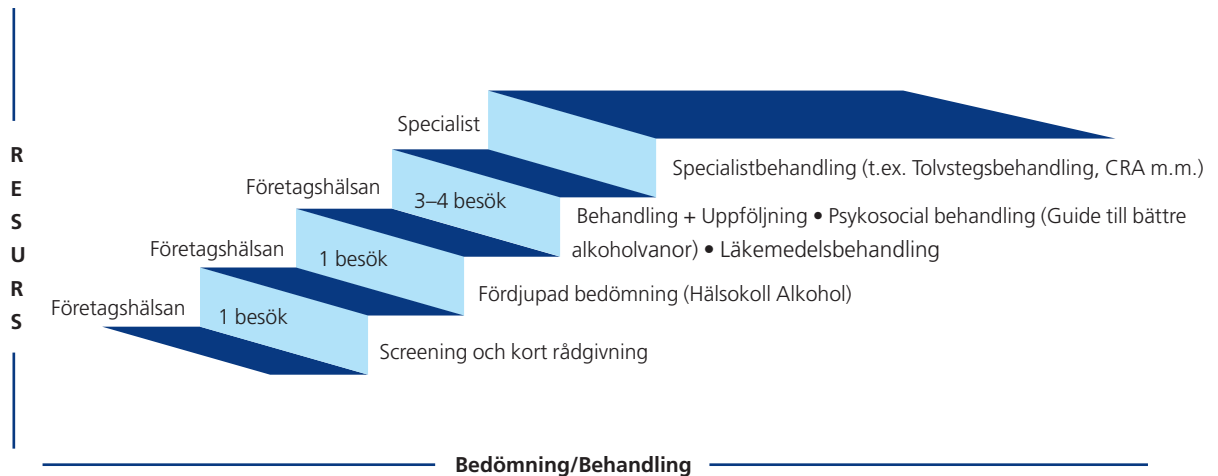 R
E
S
U
R
S
Specialist
Specialistbehandling (t.ex. Tolvstegsbehandling, CRA m.m.)
Företagshälsan
3–4 besök
Behandling + Uppföljning • Psykosocial behandling (Guide till bättre
alkoholvanor) • Läkemedelsbehandling
Företagshälsan
1 besök
Fördjupad bedömning (Hälsokoll Alkohol)
Företagshälsan
1 besök
Screening och kort rådgivning
Bedömning/Behandling